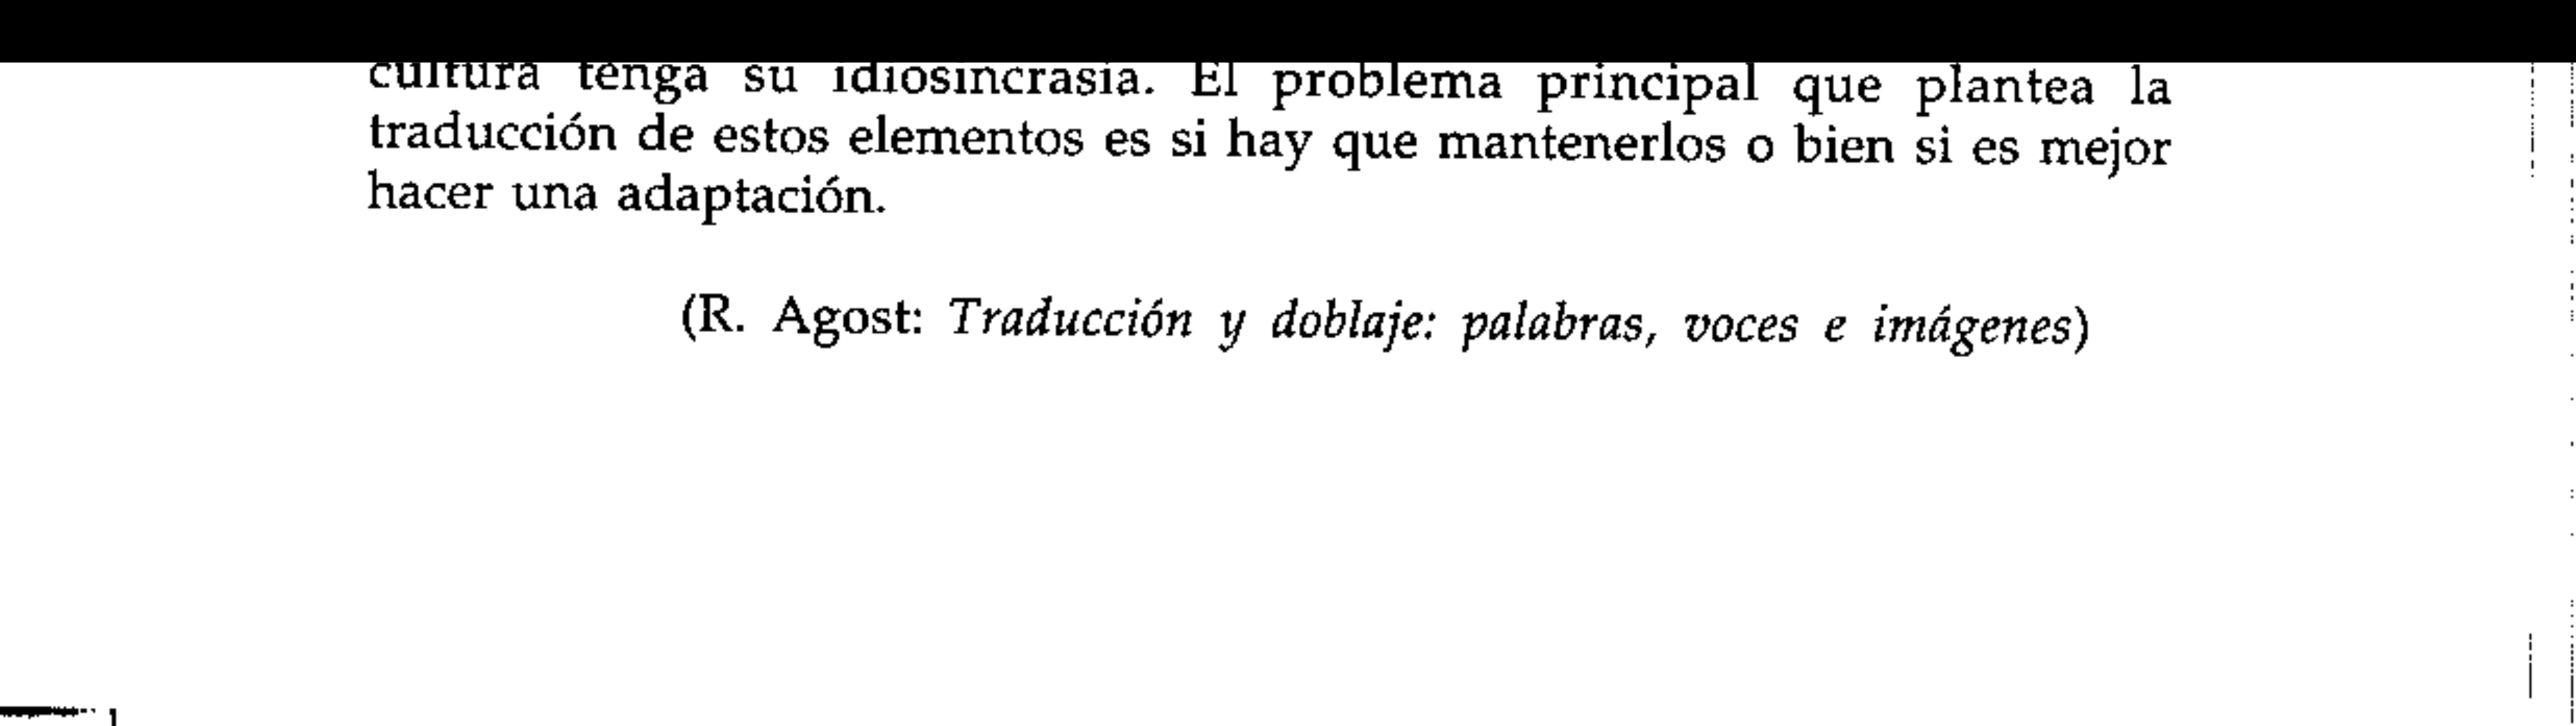 cultura tenga su idiosincrasia. El problema principal que plantea la
traducción de estos elementos es si hay que mantenerlos o bien si es mejor
hacer una adaptación.
(R. Agost: Traducción y doblaje: palabras, voces e imágenes)